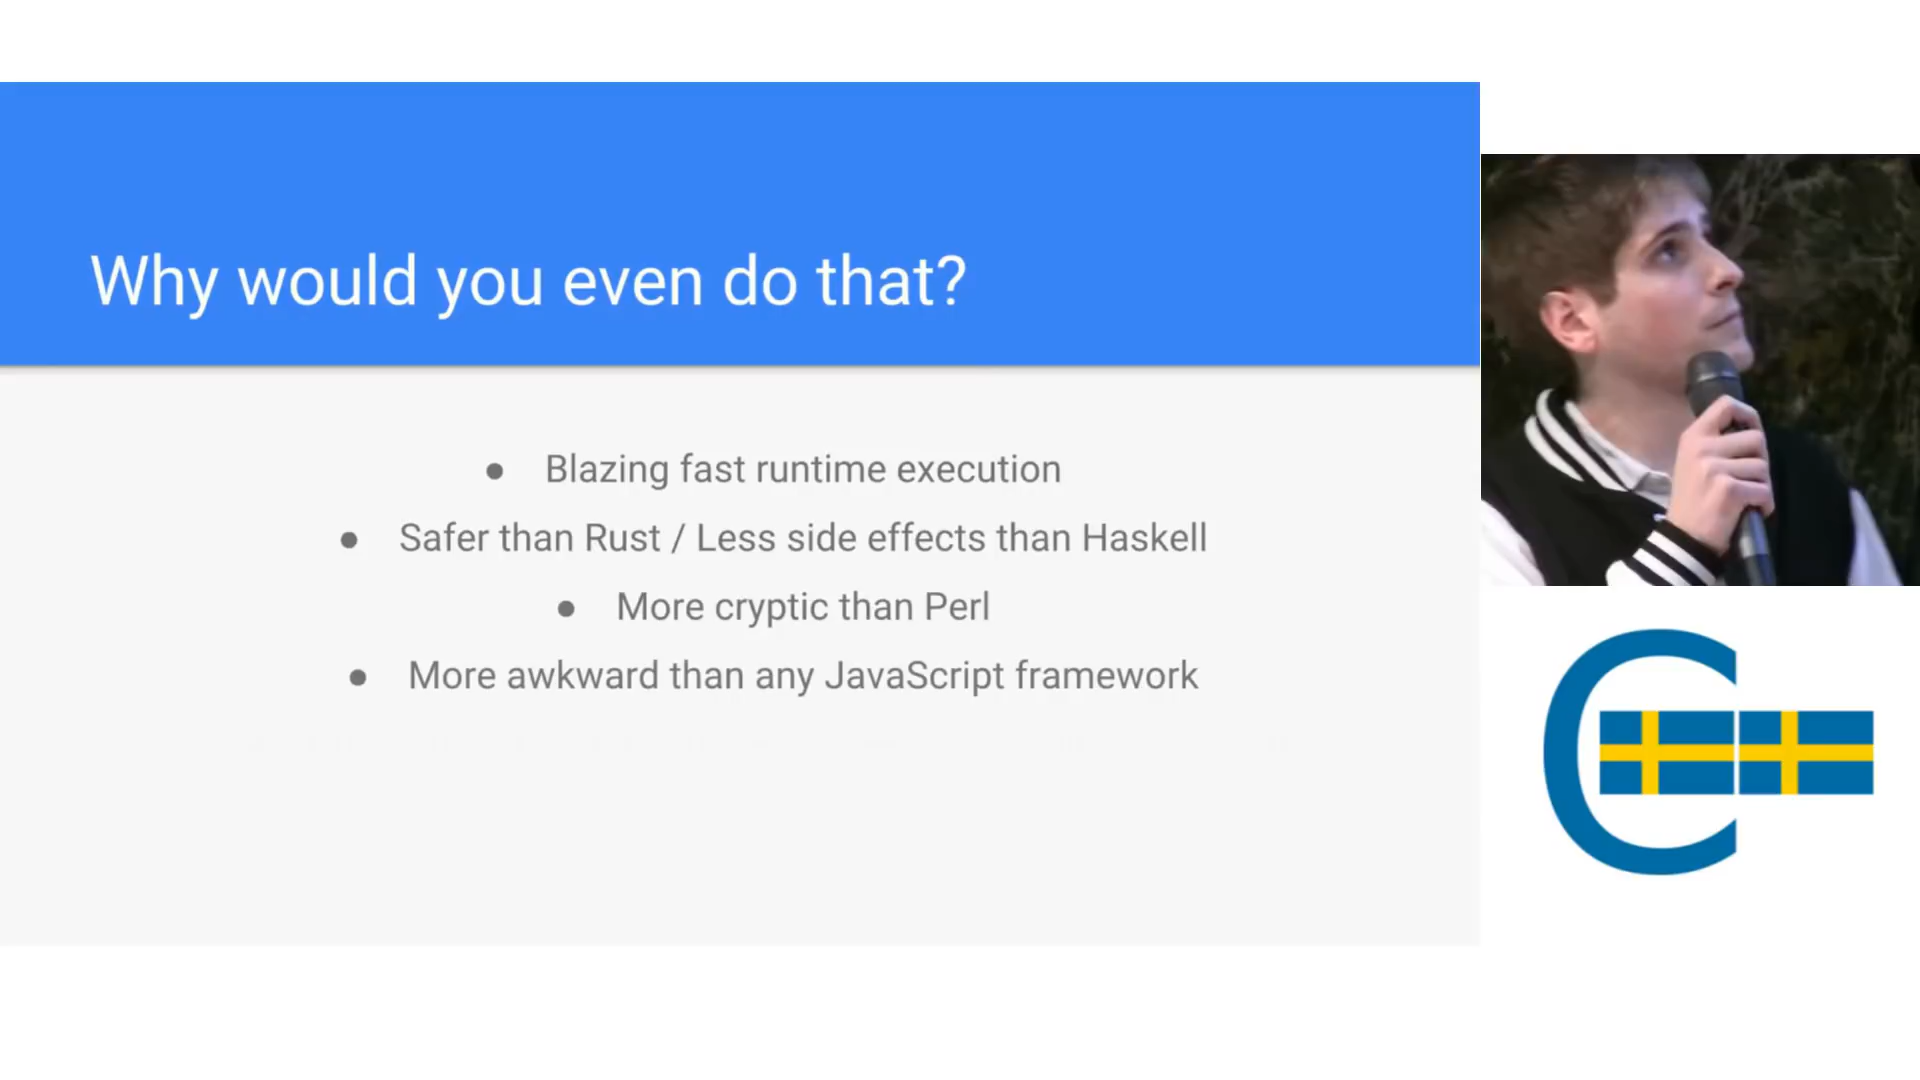 Why would you even do that?
● Blazing fast runtime execution
● Safer than Rust / Less side effects than Haskell
● More cryptic than Perl
● More awkward than any JavaScript framework
C